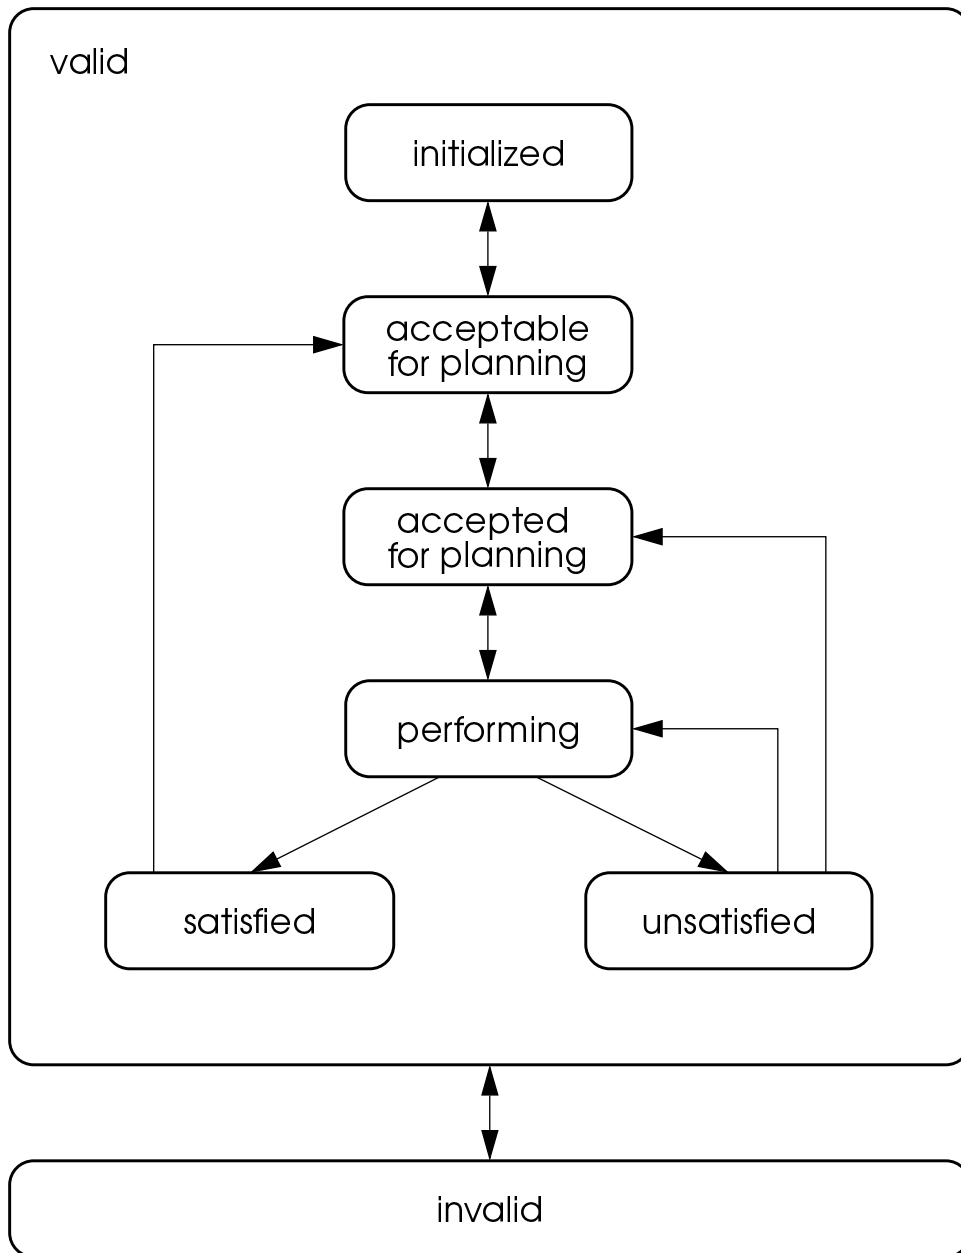 valid
initialized
acceptable
for planning
accepted
for planning
performing
satisfied
unsatisfied
invalid